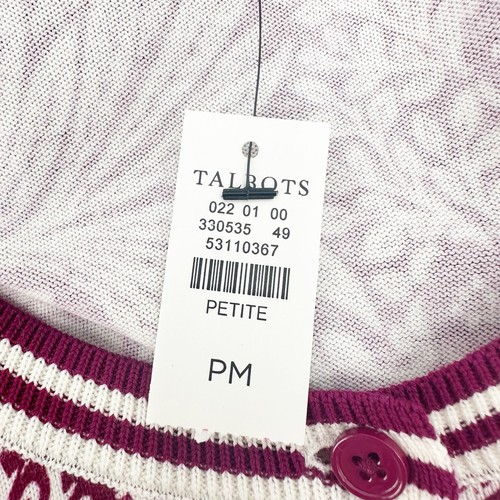 TALBOTS
022 01 00
330535 49
53110367
PETITE
PM